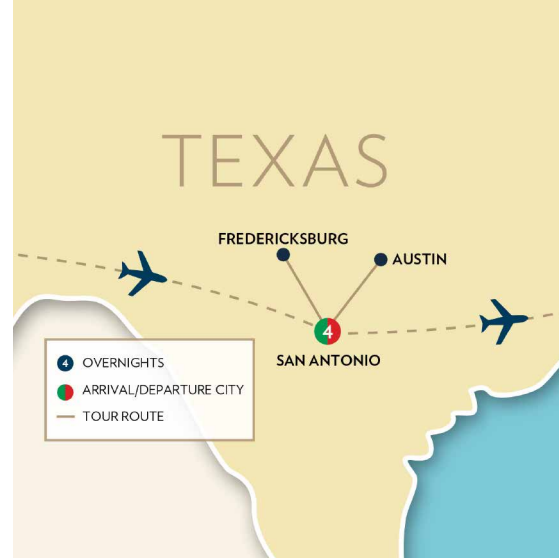 TEXAS
FREDERICKSBURG
AUSTIN
4
SAN ANTONIO
4 OVERNIGHTS
ARRIVAL/DEPARTURE CITY
TOUR ROUTE